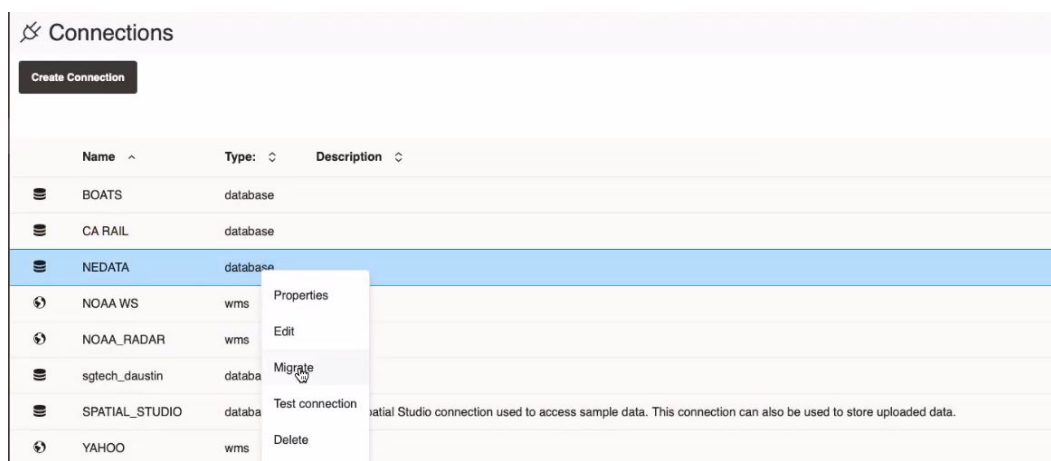 Connections
Create Connection
Name Type: Description
BOATS database
CA RAIL database
NEDATA database
Properties
NOAA WS wms
Edit
NOAA_RADAR wms
Migrate
sgtech_daustin databa
Test connection
SPATIAL_STUDIO databa patial Studio connection used to access sample data. This connection can also be used to store uploaded data.
Delete
YAHOO wms